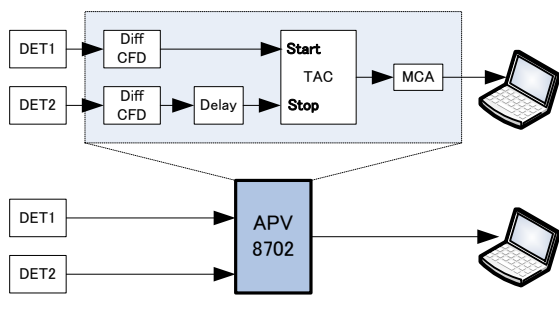 DET1
Diff
CFD
Start
TAC
MCA
DET2
Diff
CFD
Delay
Stop
DET1
APV
8702
DET2